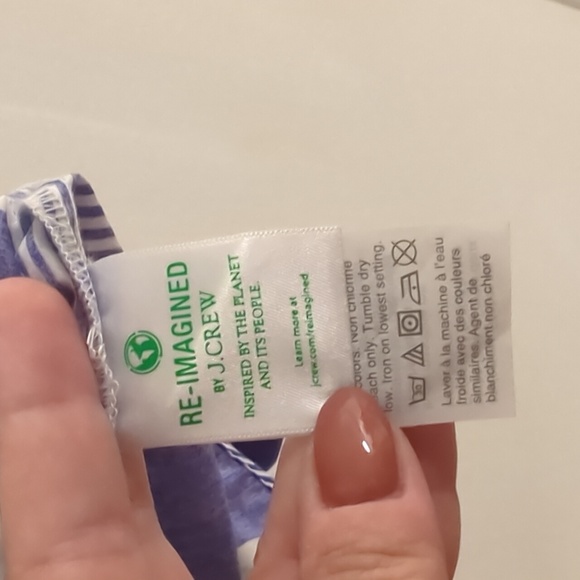 RE-IMAGINED
BY J.CREW
INSPIRED BY THE PLANET
AND ITS PEOPLE.
Learn more at
jcrew.com/reimagined
colors. Non chlorine
ach only. Tumble dry
low. Iron on lowest setting.
Laver à la machine à l'eau
froide avec des couleurs
similaires. Agent de
blanchiment non chloré